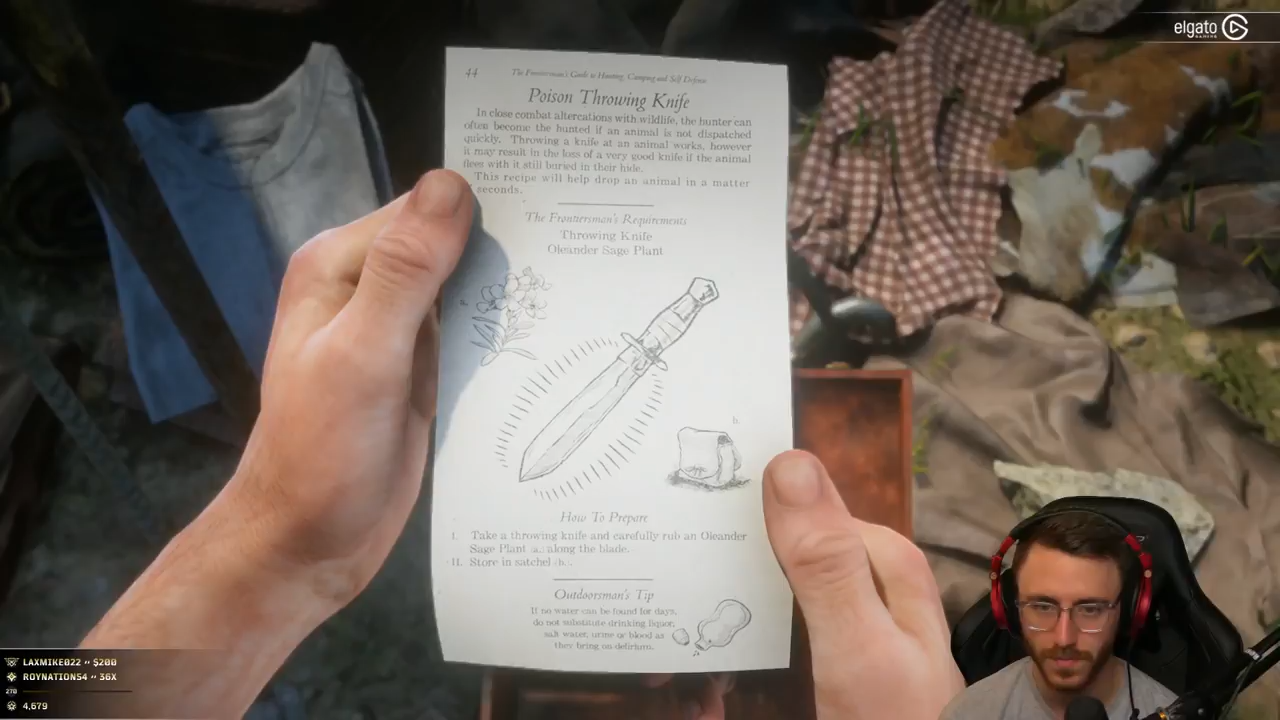 elgato
GAMING
44 The Frontiersman's Guide to Hunting, Camping and Self Defense
Poison Throwing Knife
In close combat altercations with wildlife, the hunter can
often become the hunted if an animal is not dispatched
quickly. Throwing a knife at an animal works, however
it may result in the loss of a very good knife if the animal
flees with it still buried in their hide.
This recipe will help drop an animal in a matter
seconds.
The Frontiersman's Requirements
Throwing Knife
Oleander Sage Plant
b.
How To Prepare
I. Take a throwing knife and carefully rub an Oleander
Sage Plant (a.) along the blade.
II. Store in satchel (b.).
Outdoorsman's Tip
If no water can be found for days,
do not substitute drinking liquor,
salt water, urine or blood as
they bring on delirium.
LAXMIKE022 •• $200
ROYNATION54 •• 36X
270
4,679